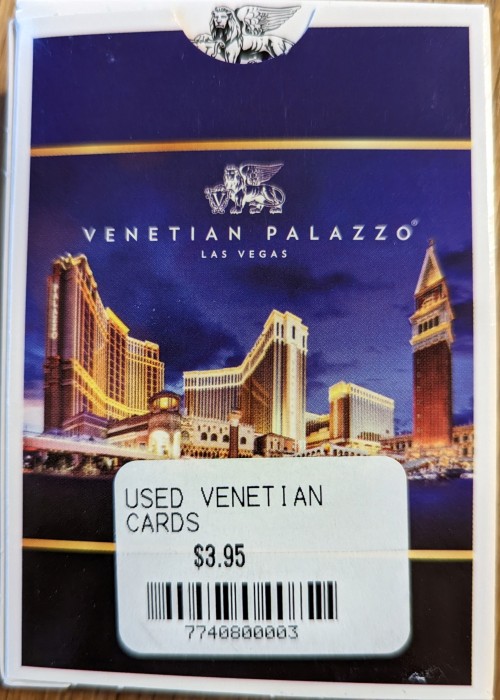 VENETIAN PALAZZO®
LAS VEGAS
USED VENETIAN
CARDS
$3.95
7740800003